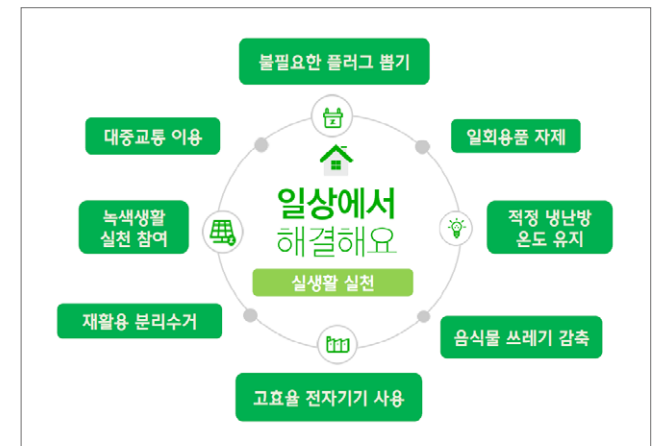 불필요한 플러그 뽑기
대중교통 이용
일회용품 자제
일상에서
해결해요
실생활 실천
녹색생활
실천 참여
적정 냉난방
온도 유지
재활용 분리수거
음식물 쓰레기 감축
고효율 전자기기 사용